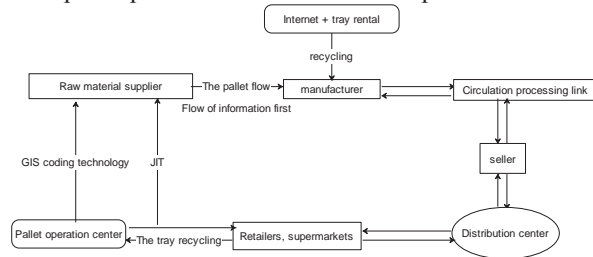 Internet + tray rental
recycling
Raw material supplier
The pallet flow
manufacturer
Circulation processing link
Flow of information first
GIS coding technology
JIT
seller
Pallet operation center
The tray recycling
Retailers, supermarkets
Distribution center